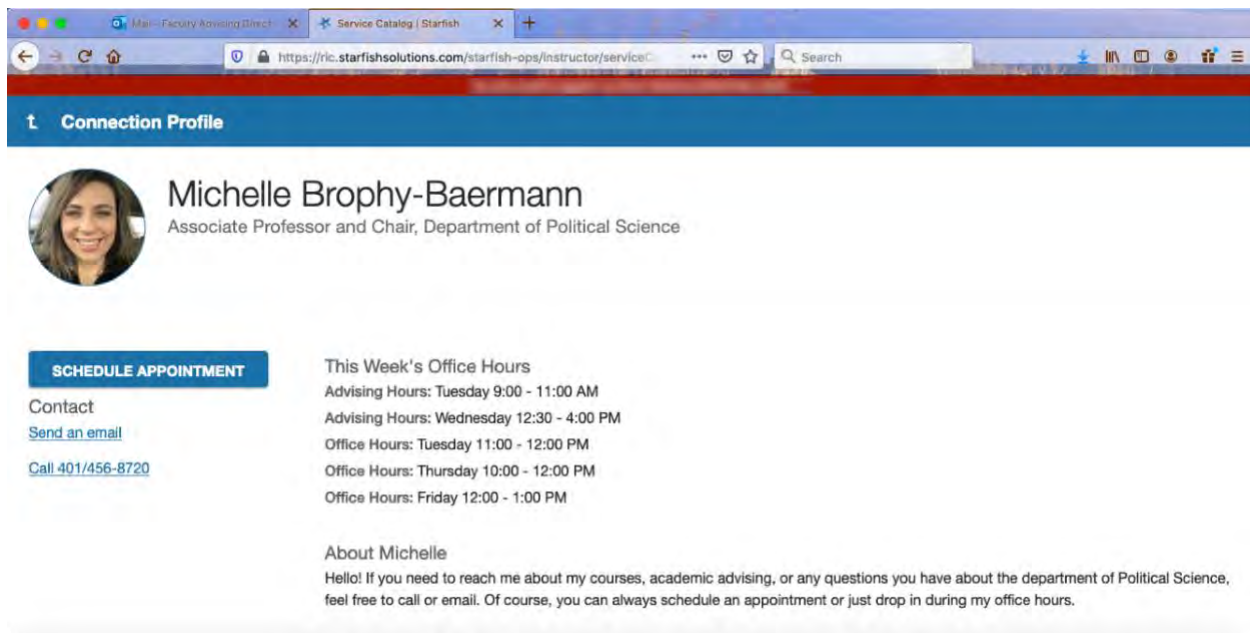 Mail - Faculty Advising Direct
Service Catalog | Starfish
https://ric.starfishsolutions.com/starfish-ops/instructor/service
Search
Connection Profile
Michelle Brophy-Baermann
Associate Professor and Chair, Department of Political Science
SCHEDULE APPOINTMENT
Contact
Send an email
Call 401/456-8720
This Week's Office Hours
Advising Hours: Tuesday 9:00 - 11:00 AM
Advising Hours: Wednesday 12:30 - 4:00 PM
Office Hours: Tuesday 11:00 - 12:00 PM
Office Hours: Thursday 10:00 - 12:00 PM
Office Hours: Friday 12:00 - 1:00 PM
About Michelle
Hello! If you need to reach me about my courses, academic advising, or any questions you have about the department of Political Science,
feel free to call or email. Of course, you can always schedule an appointment or just drop in during my office hours.